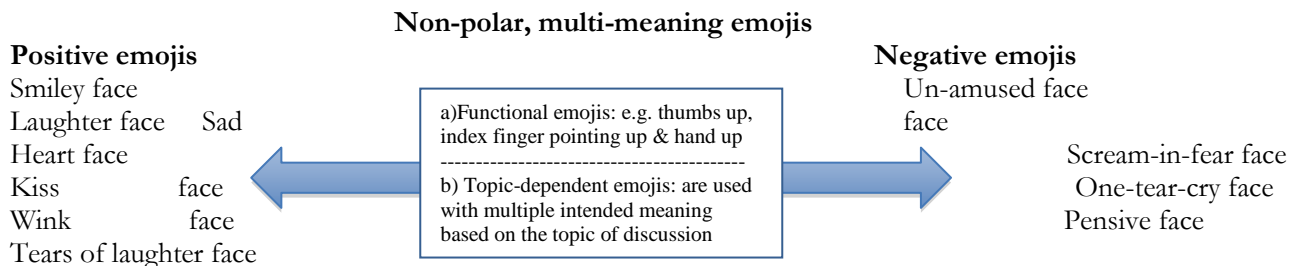 Non-polar, multi-meaning emojis
Positive emojis
Negative emojis
Smiley face
Un-amused face
Laughter face Sad
face
Heart face
Scream-in-fear face
Kiss face
One-tear-cry face
Wink face
Pensive face
Tears of laughter face
a)Functional emojis: e.g. thumbs up,
index finger pointing up & hand up
-------------------------------------------
b) Topic-dependent emojis: are used
with multiple intended meaning
based on the topic of discussion